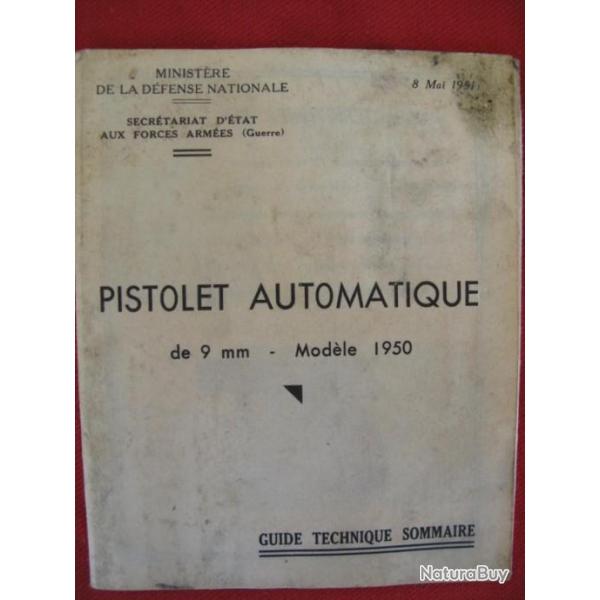 MINISTÈRE
DE LA DÉFENSE NATIONALE
8 Mai 1951
SECRÉTARIAT D'ÉTAT
AUX FORCES ARMÉES (Guerre)
PISTOLET AUTOMATIQUE
de 9 mm - Modèle 1950
GUIDE TECHNIQUE SOMMAIRE
NaturaBuy